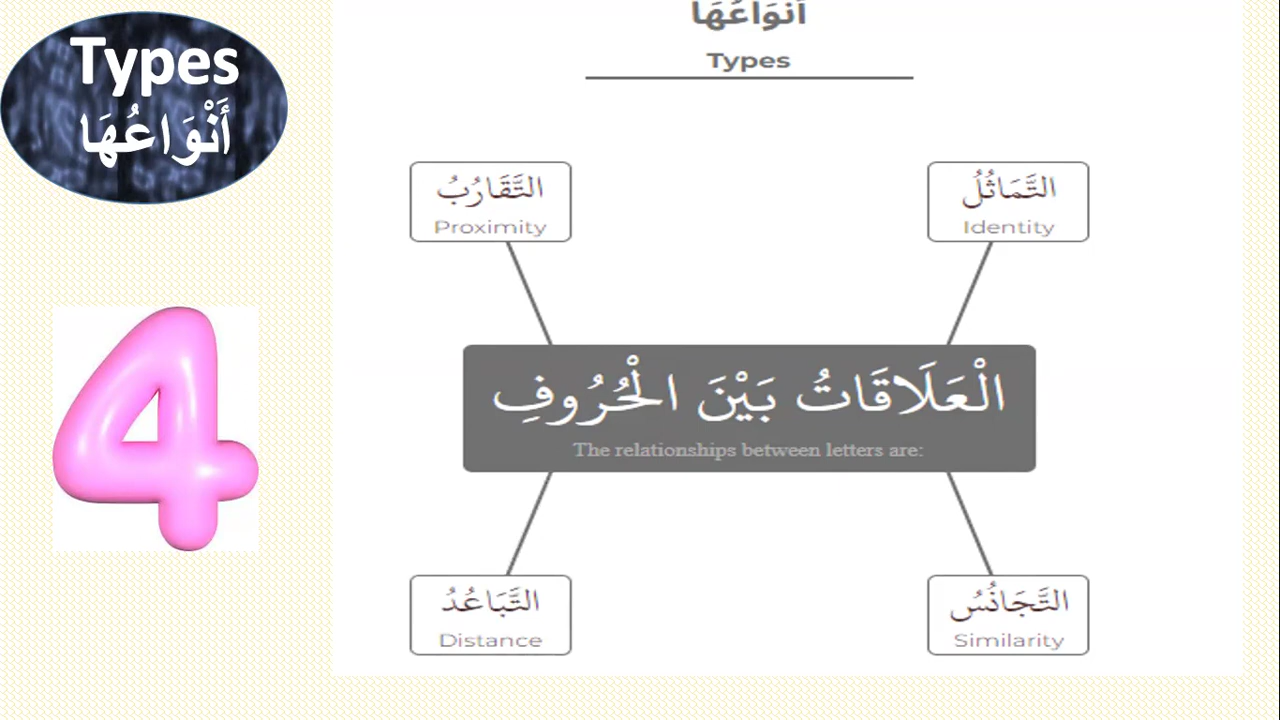 Types
أَنْوَاعُهَا
4
أَنْوَاعُهَا
Types
التَّقَارُبُ
Proximity
التَّمَاثُلُ
Identity
الْعَلَاقَاتُ بَيْنَ الْحُرُوفِ
The relationships between letters are:
التَّبَاعُدُ
Distance
التَّجَانُسُ
Similarity